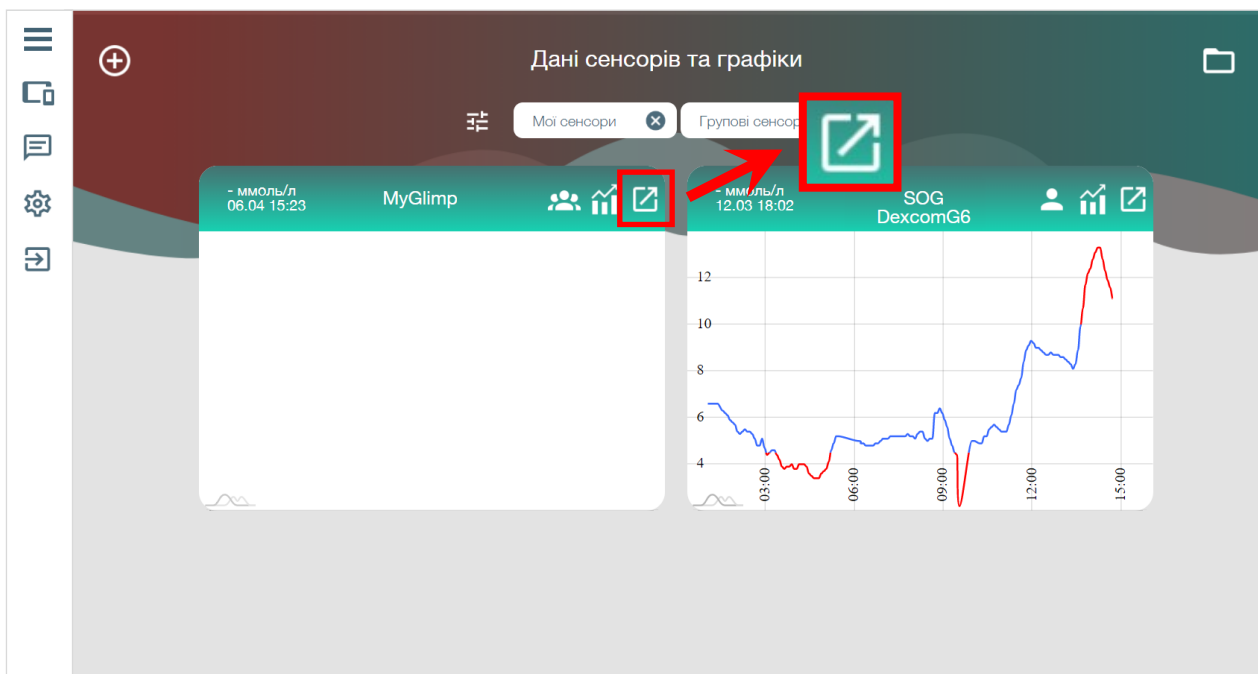 Дані сенсорів та графіки
Мої сенсори
Групові сенсор
- ммоль/л
06.04 15:23
MyGlimp
- ммоль/л
12.03 18:02
SOG
DexcomG6
12
10
8
6
4
03:00
06:00
09:00
12:00
15:00